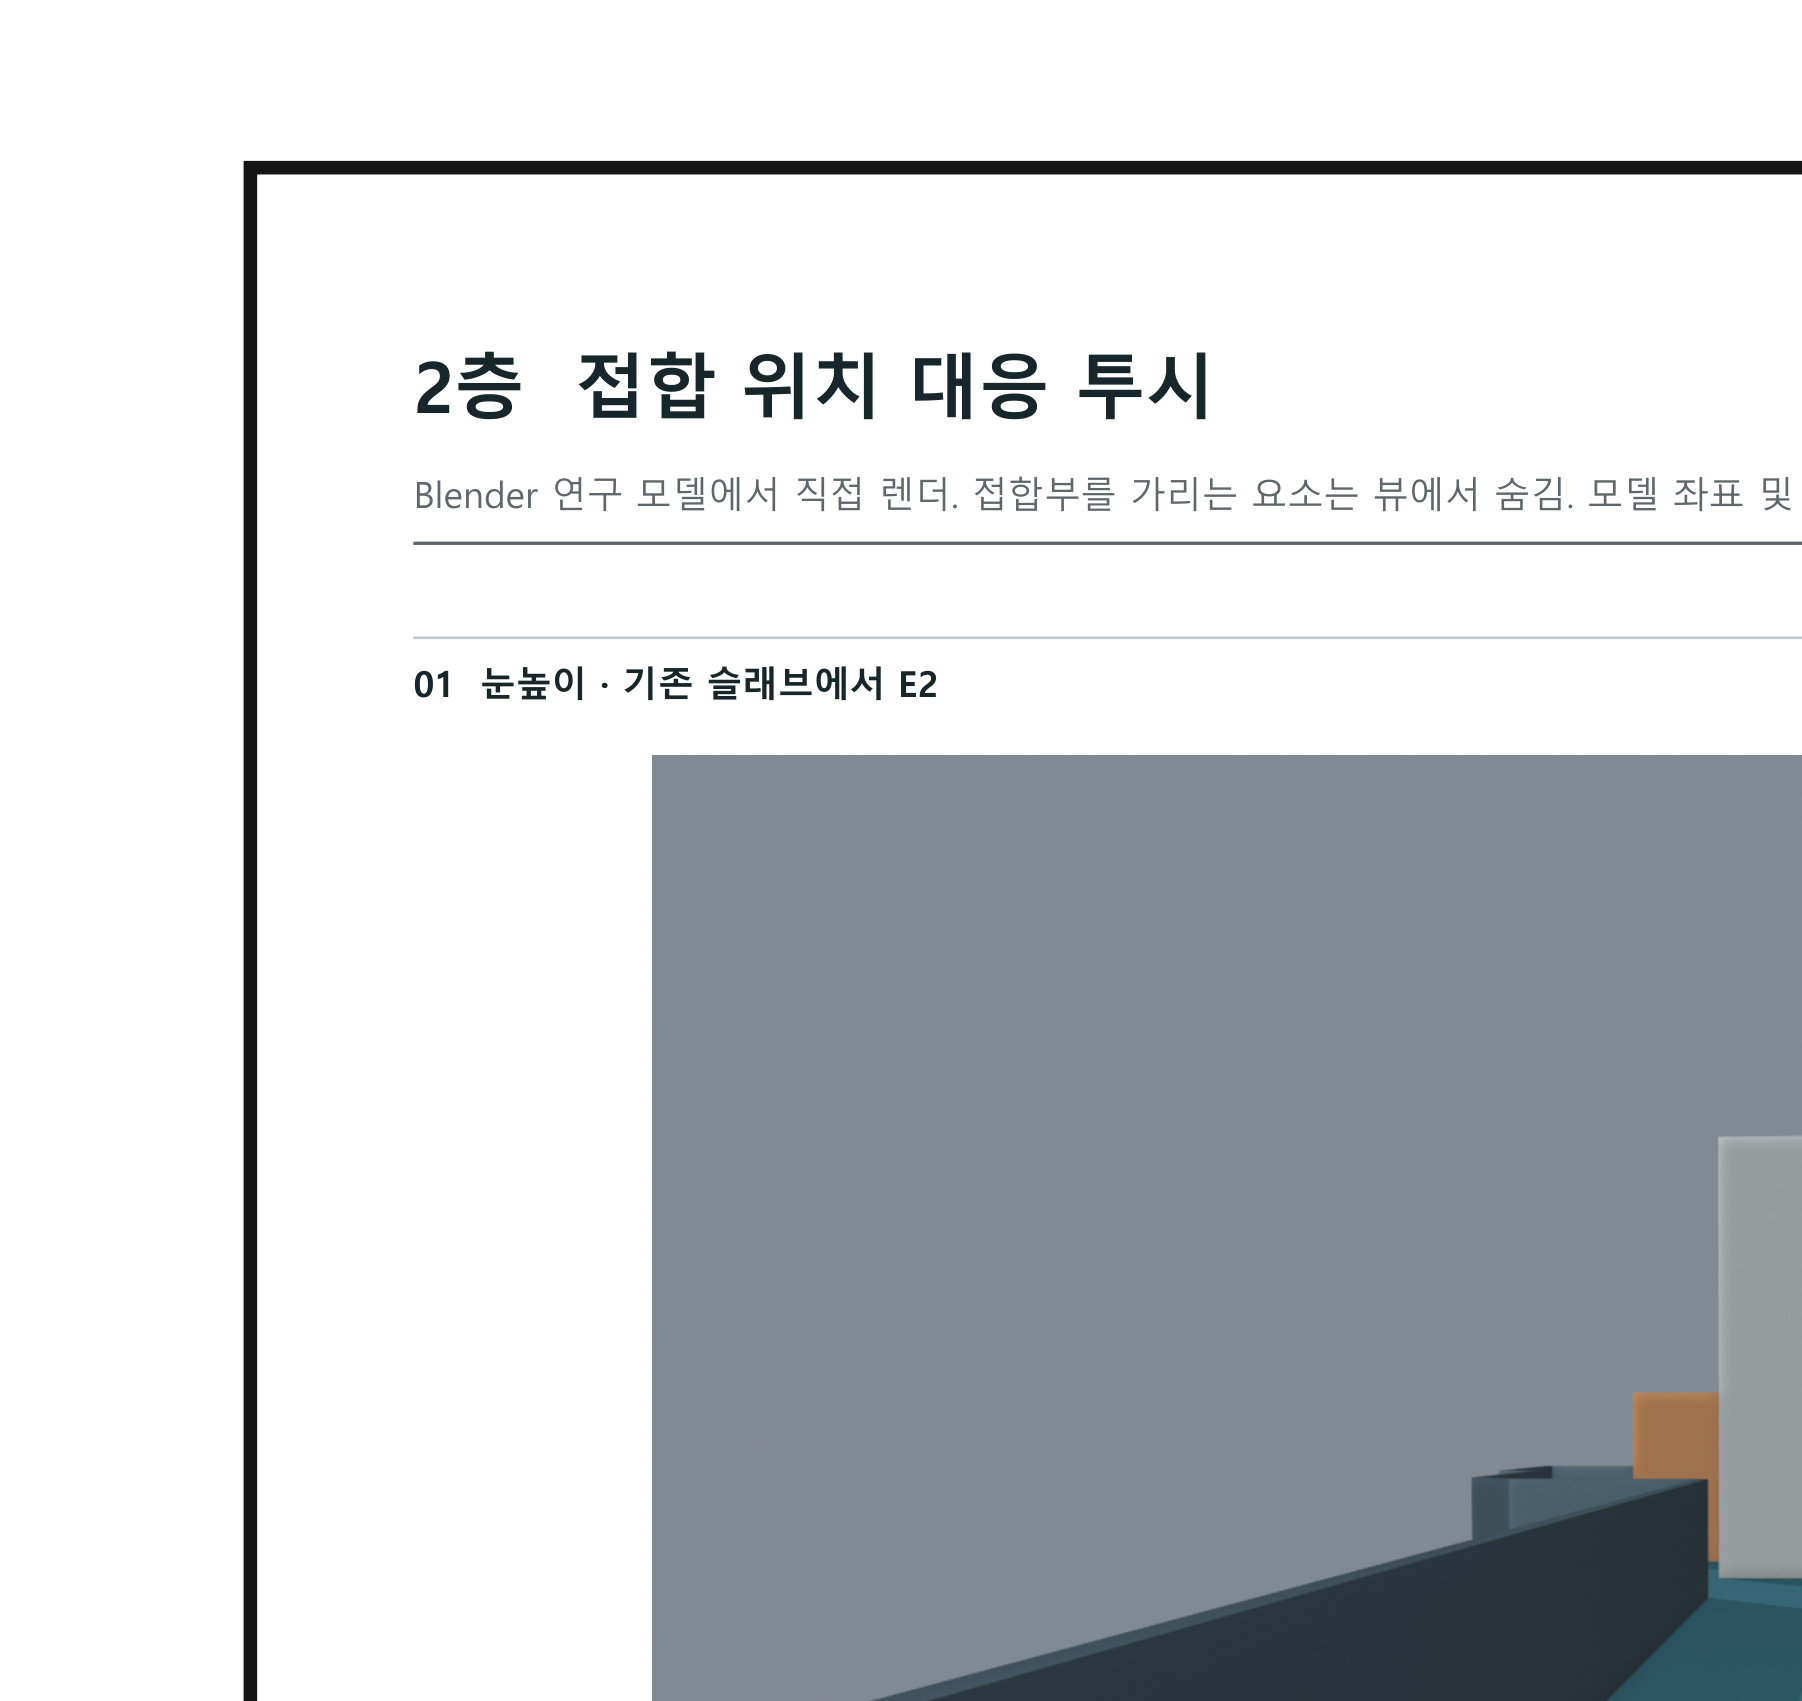 2층 접합 위치 대응 투시
Blender 연구 모델에서 직접 렌더. 접합부를 가리는 요소는 뷰에서 숨김. 모델 좌표 및
01 눈높이 · 기존 슬래브에서 E2